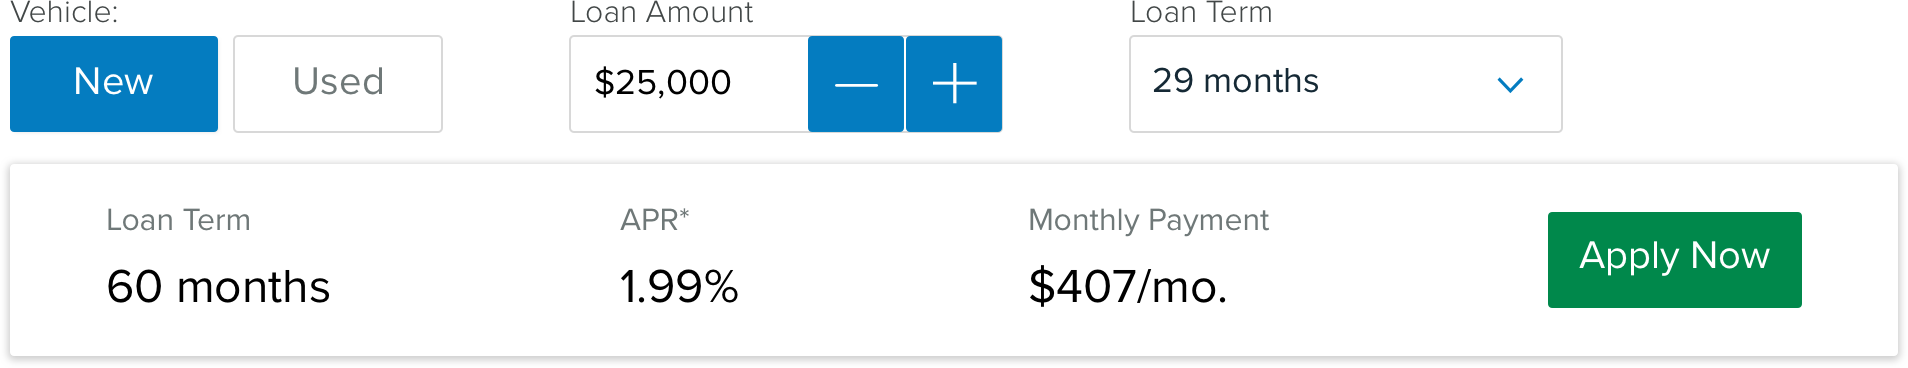 Vehicle: Loan Amount Loan Term
New Used $25,000 — + 29 months
Loan Term APR* Monthly Payment
60 months 1.99% $407/mo.
Apply Now